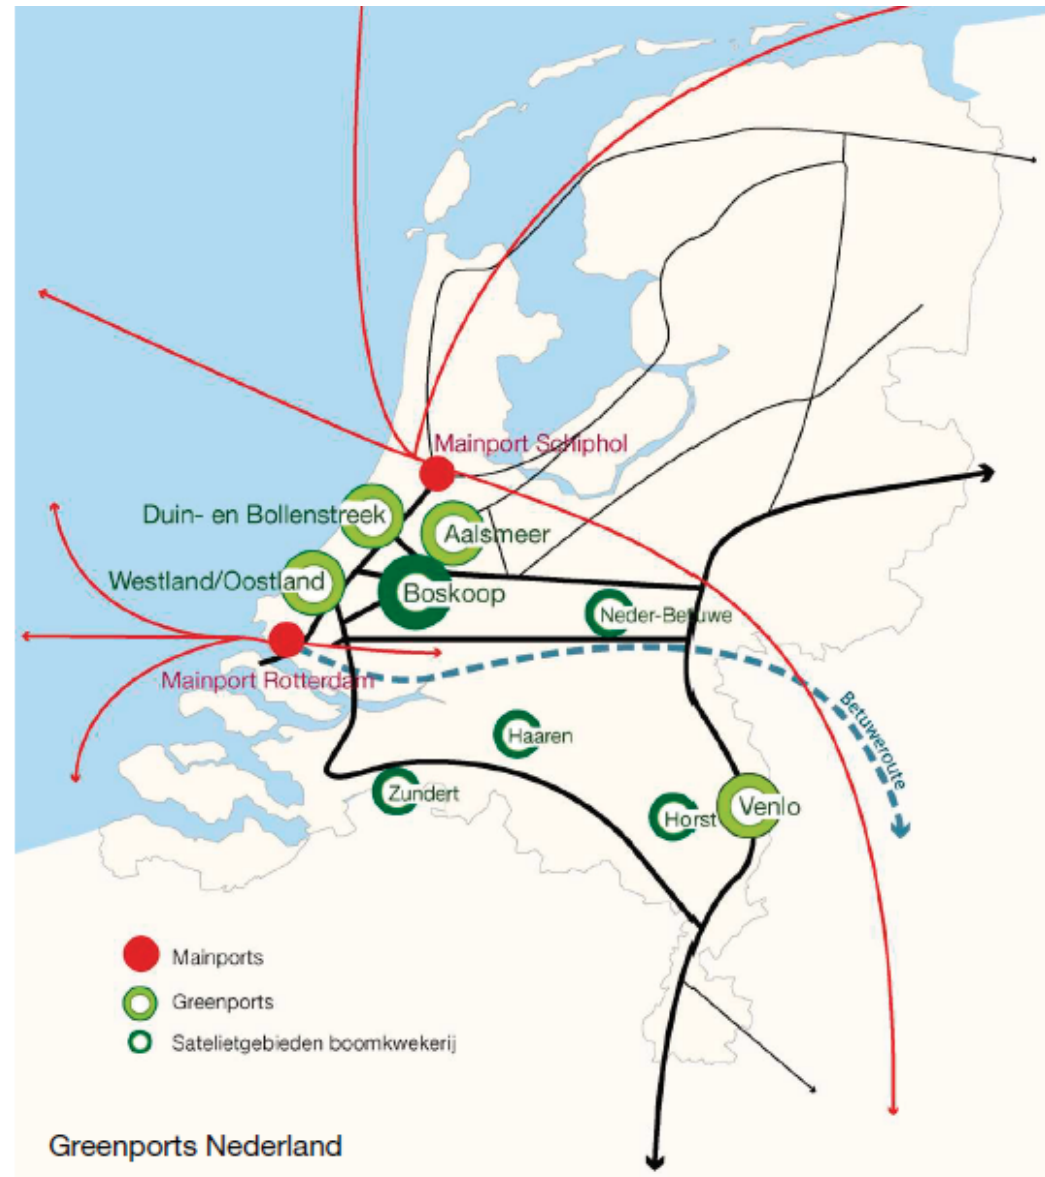 Mainport Schiphol
Duin- en Bollenstreek
Aalsmeer
Westland/Oostland
Boskoop
Neder-Betuwe
Mainport Rotterdam
Betuweroute
Haaren
Zundert
Horst
Venlo
Mainports
Greenports
Satelietgebieden boomkwekerij
Greenports Nederland